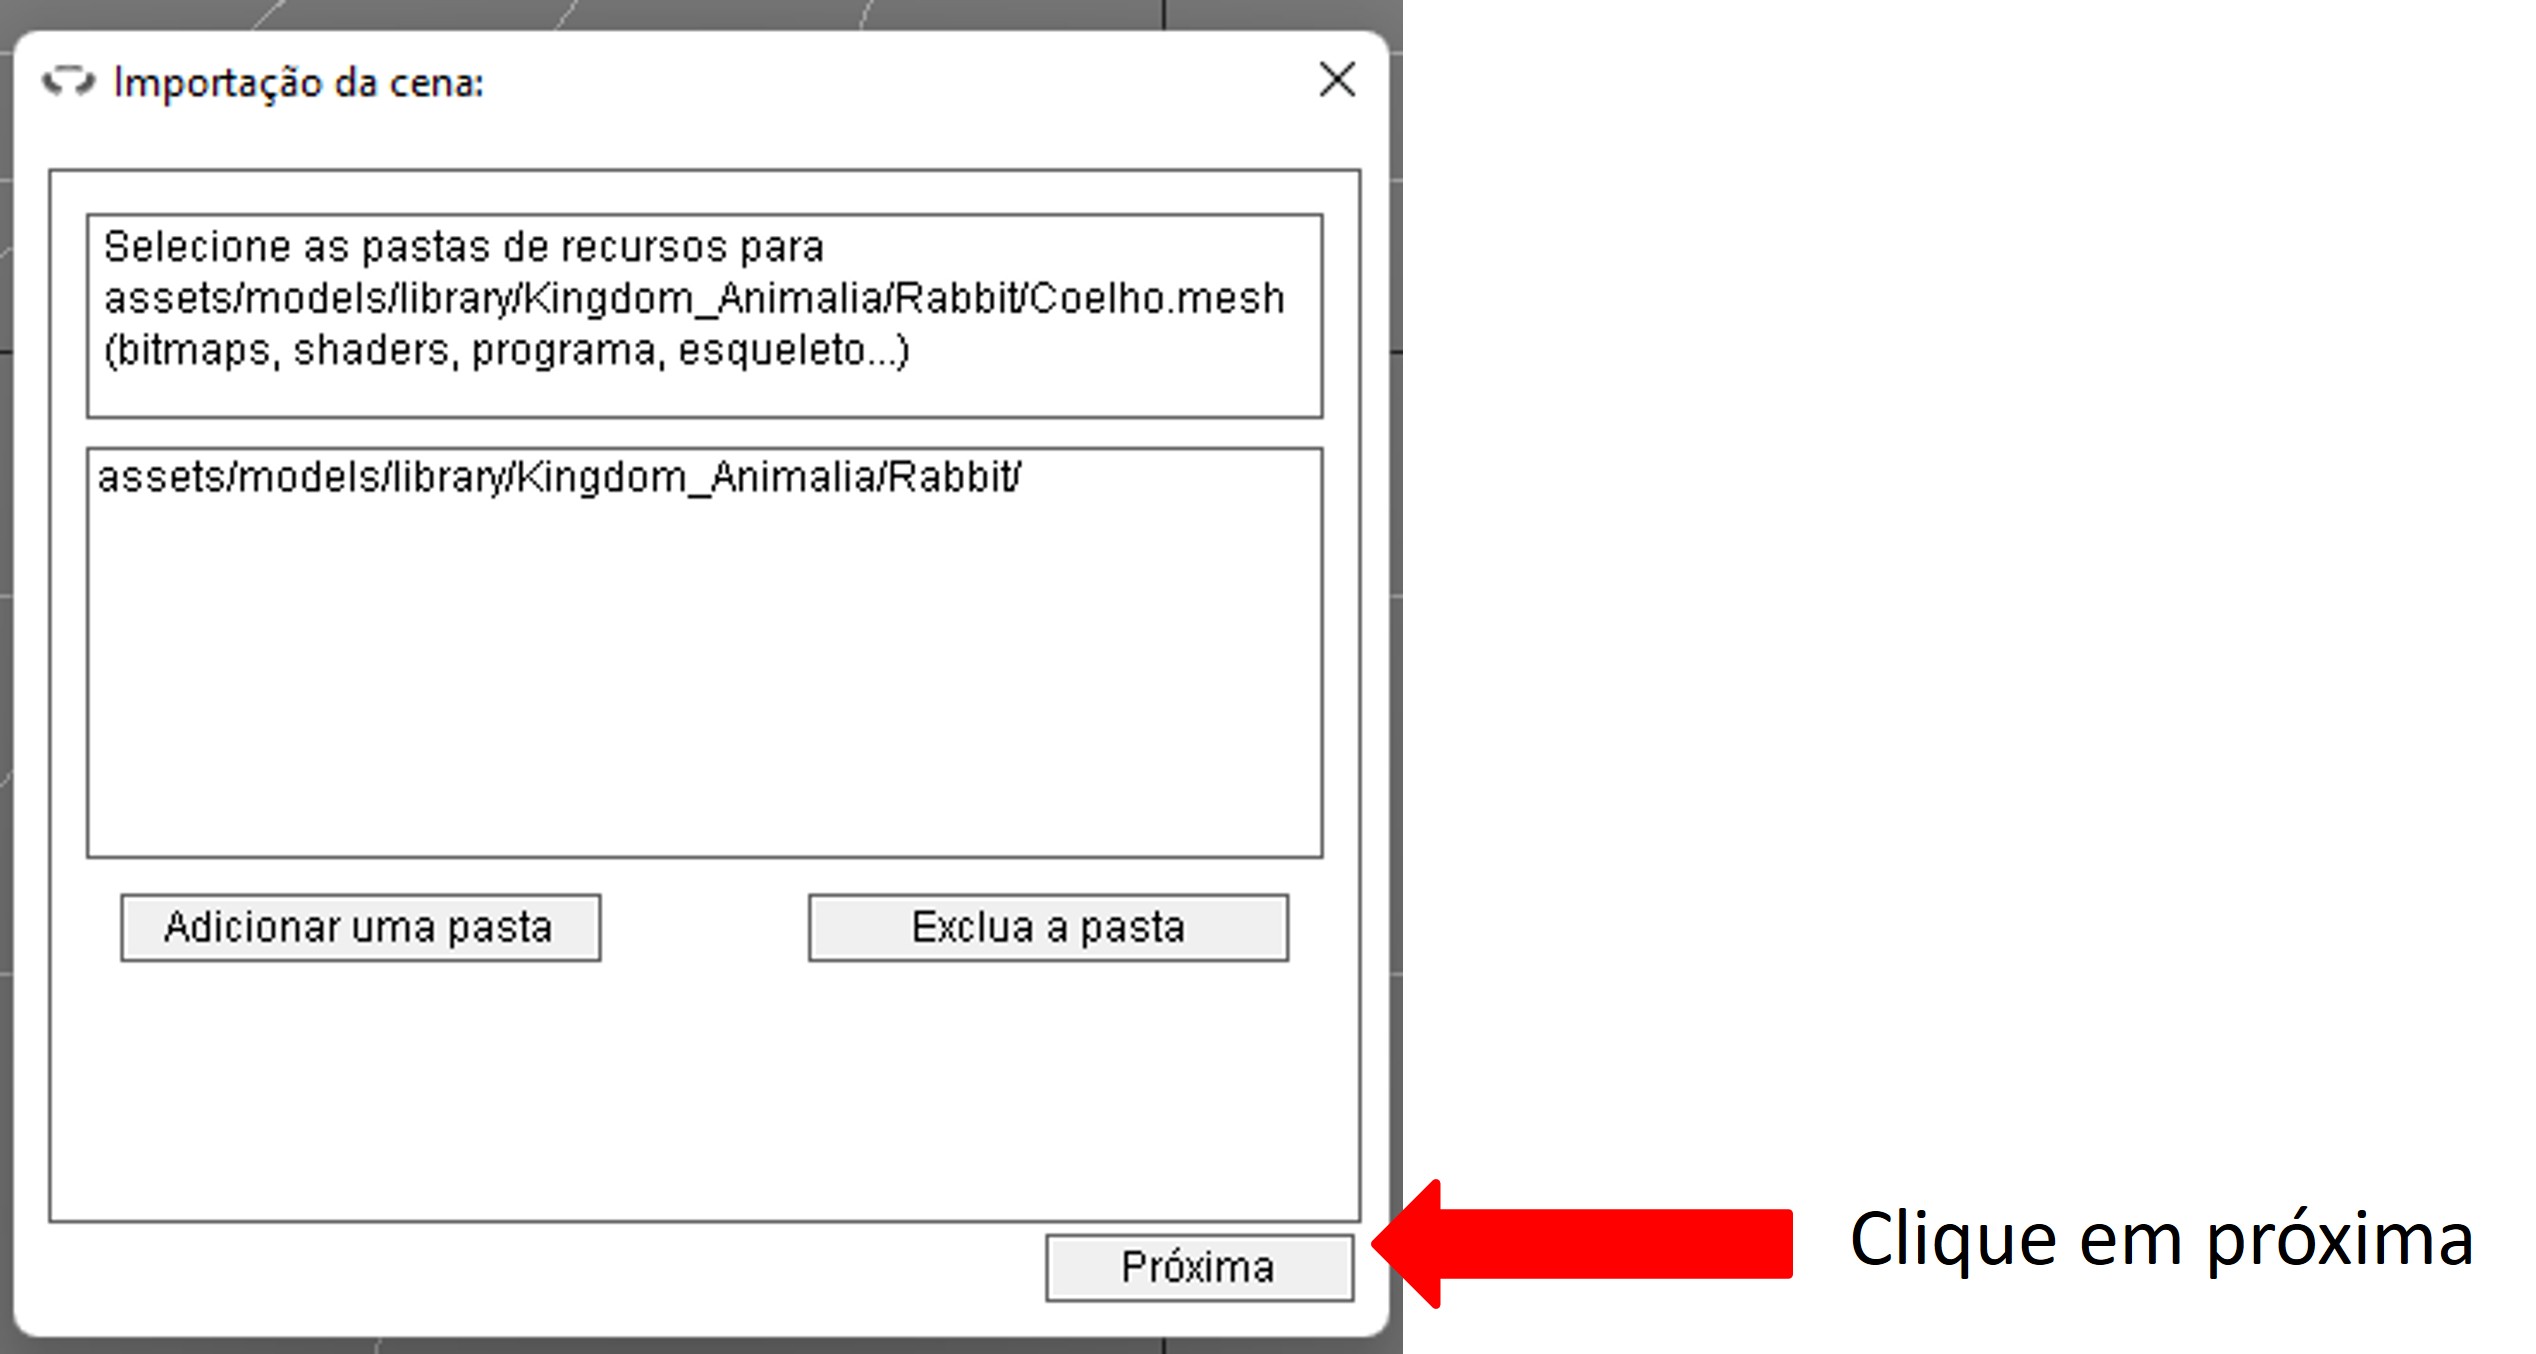 Importação da cena:
Selecione as pastas de recursos para
assets/models/library/Kingdom_Animalia/Rabbit/Coelho.mesh
(bitmaps, shaders, programa, esqueleto...)
assets/models/library/Kingdom_Animalia/Rabbit/
Adicionar uma pasta
Exclua a pasta
Próxima
Clique em próxima